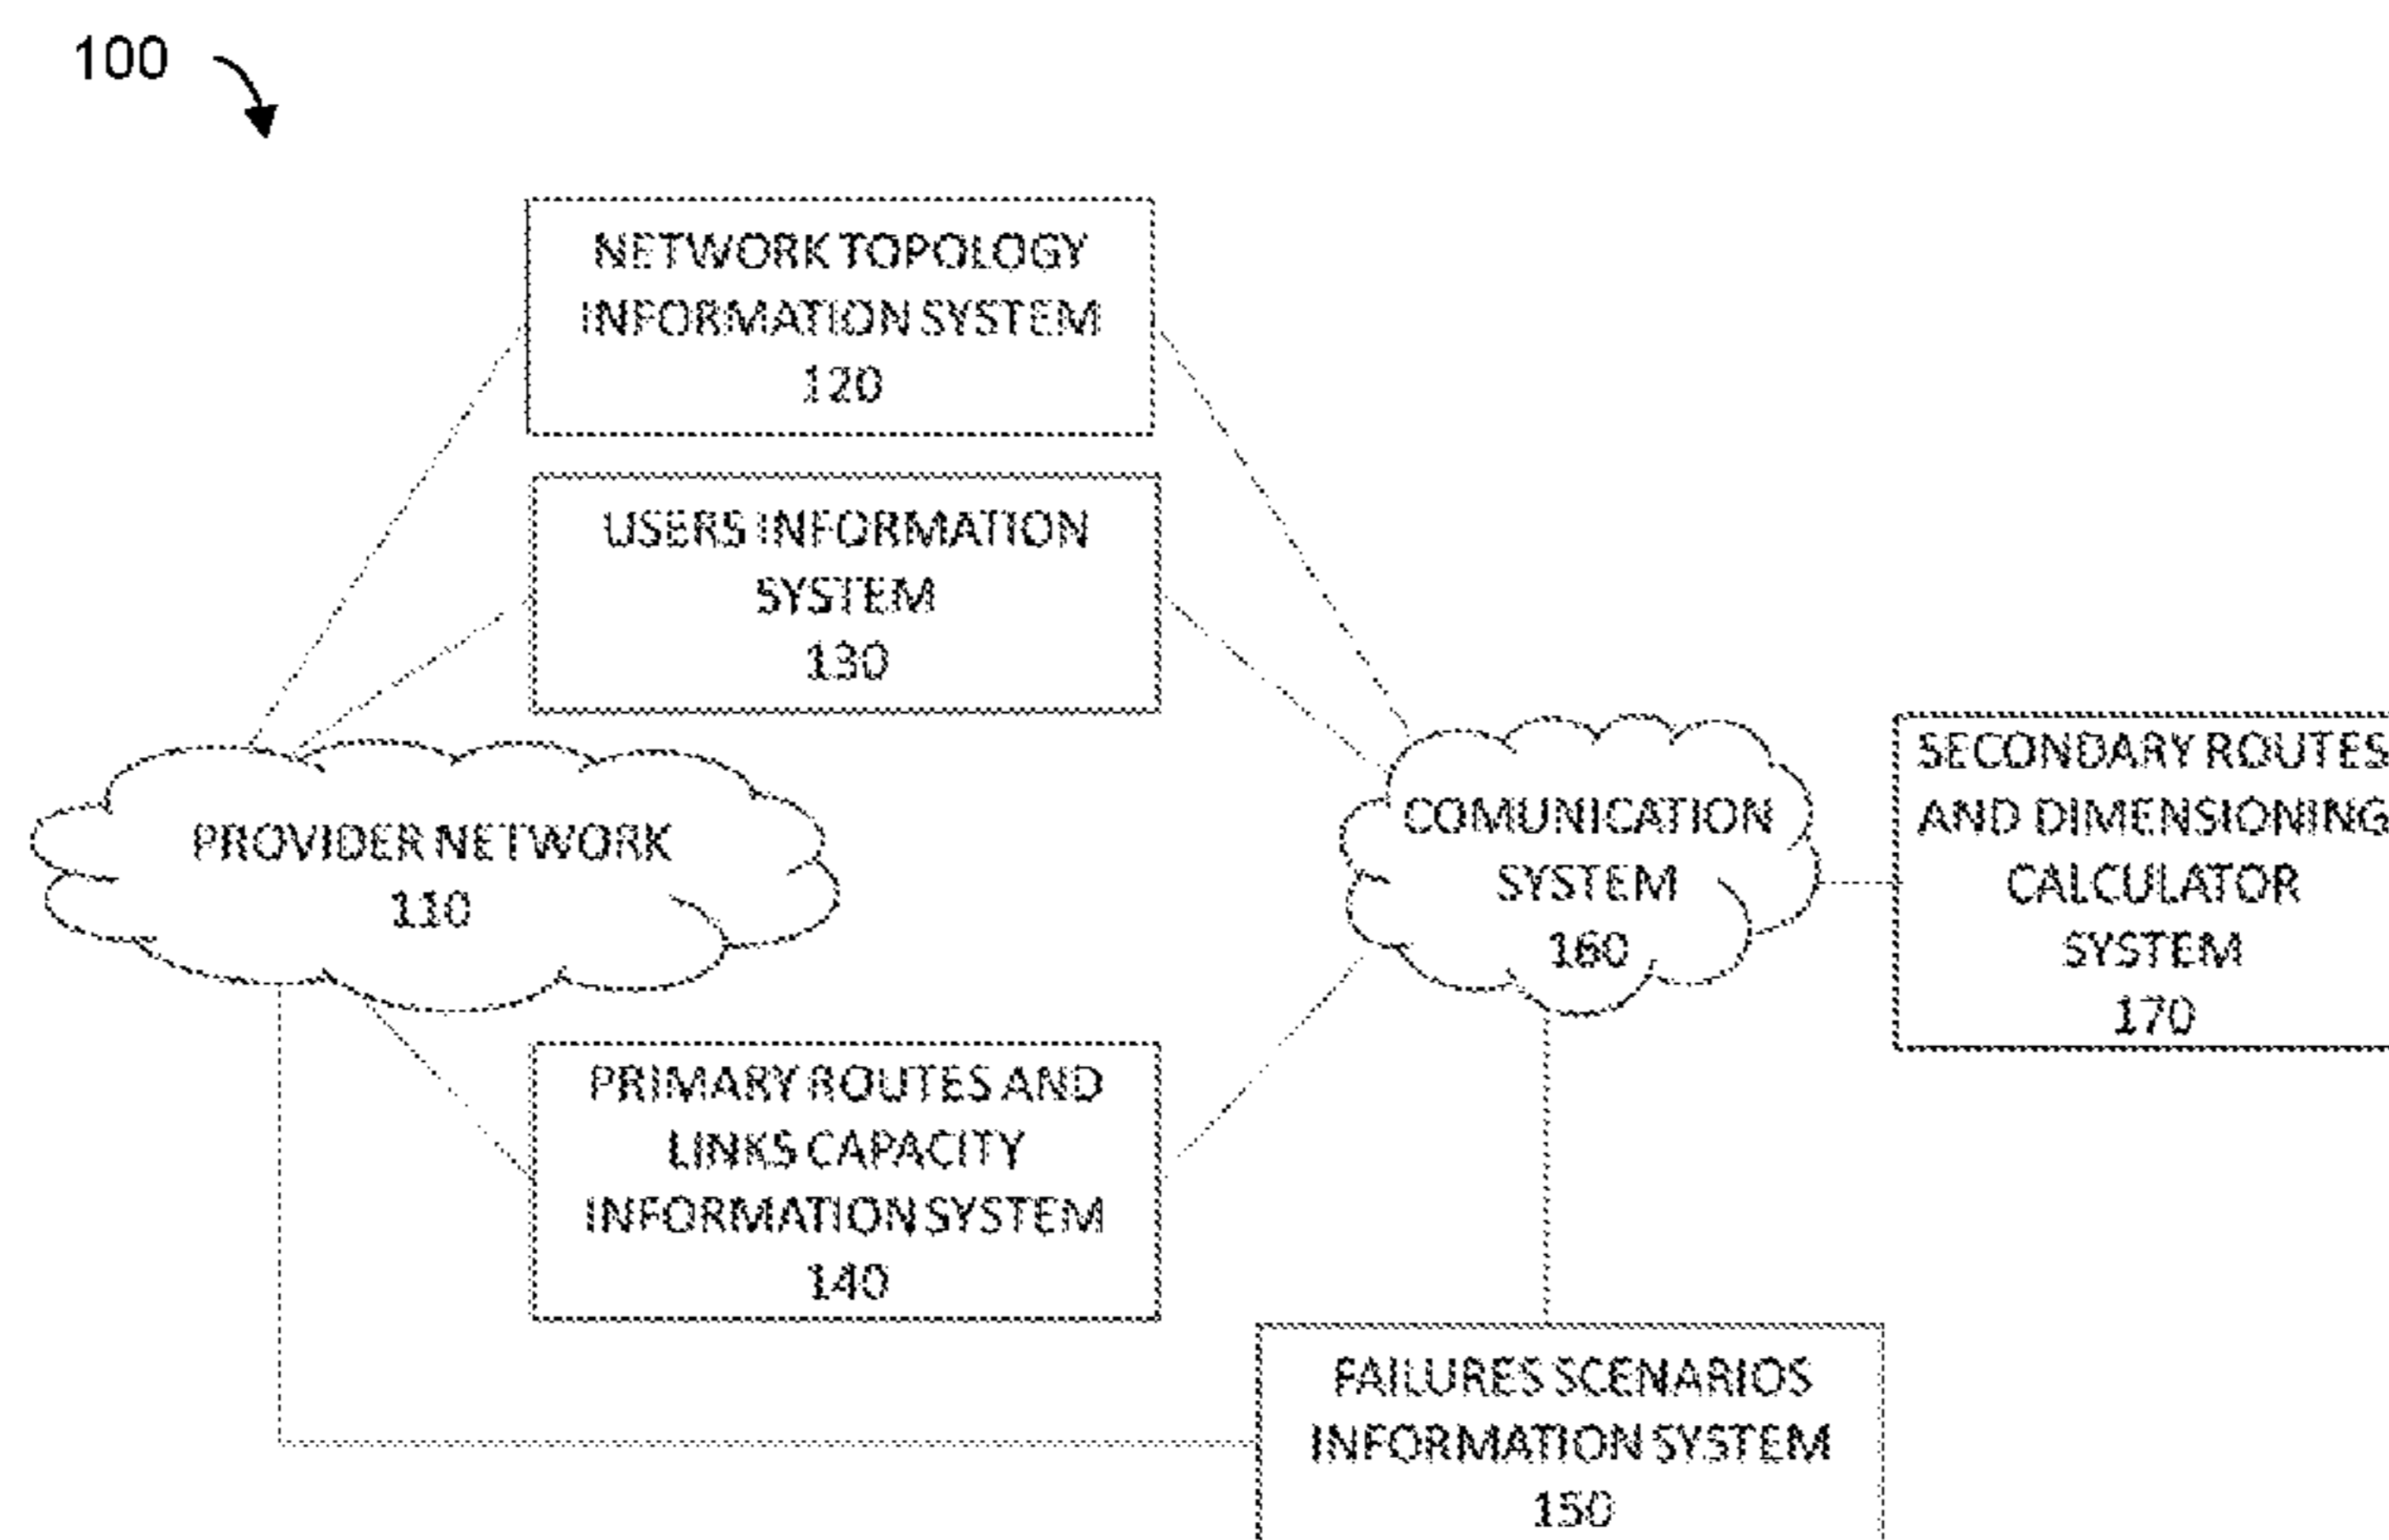 100
NETWORK TOPOLOGY
INFORMATION SYSTEM
120
USERS INFORMATION
SYSTEM
130
PROVIDER NETWORK
110
COMUNICATION
SYSTEM
160
SECONDARY ROUTES
AND DIMENSIONING
CALCULATOR
SYSTEM
170
PRIMARY ROUTES AND
LINKS CAPACITY
INFORMATION SYSTEM
140
FAILURES SCENARIOS
INFORMATION SYSTEM
150